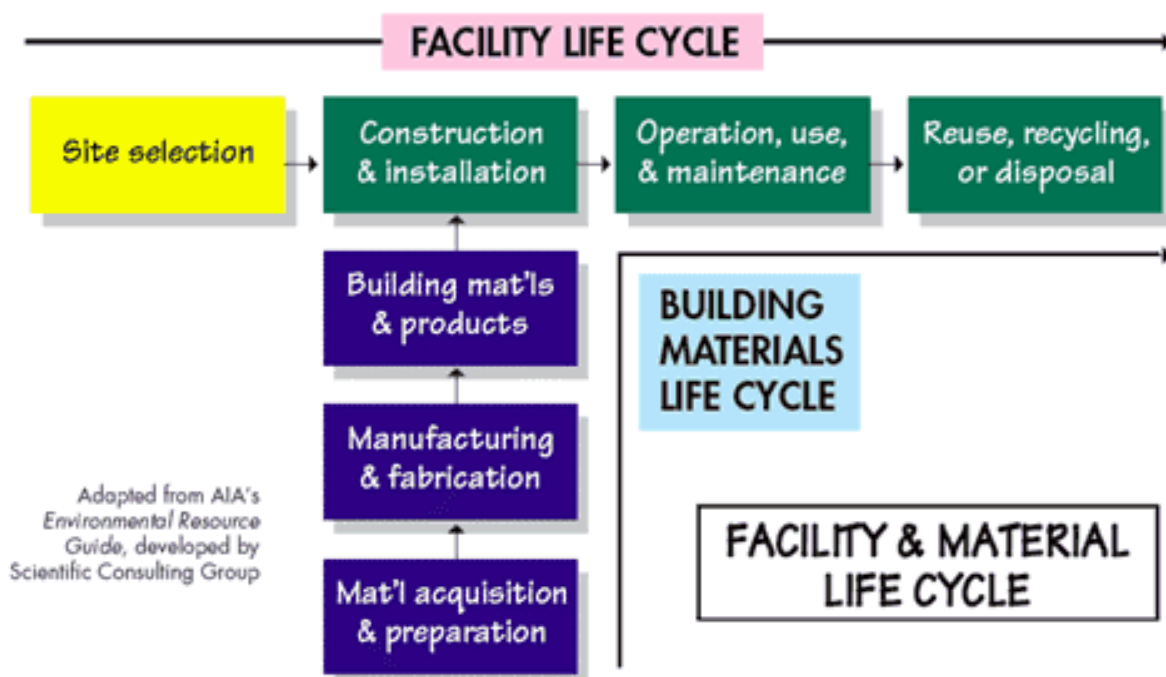 FACILITY LIFE CYCLE
Site selection
Construction
& installation
Operation, use,
& maintenance
Reuse, recycling,
or disposal
Building mat'ls
& products
BUILDING
MATERIALS
LIFE CYCLE
Manufacturing
& fabrication
Adapted from AIA's
Environmental Resource
Guide, developed by
Scientific Consulting Group
FACILITY & MATERIAL
LIFE CYCLE
Mat'l acquisition
& preparation